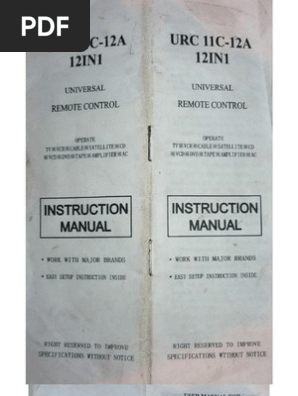 PDF
C-12A
12IN1
UNIVERSAL
REMOTE CONTROL
OPERATE
INSTRUCTION
MANUAL
• WORK WITH MAJOR BRANDS
• EASY SETUP INSTRUCTION INSIDE
RIGHT RESERVED TO IMPROVE
SPECIFICATIONS WITHOUT NOTICE
URC 11C-12A
12IN1
UNIVERSAL
REMOTE CONTROL
OPERATE
INSTRUCTION
MANUAL
• WORK WITH MAJOR BRANDS
• EASY SETUP INSTRUCTION INSIDE
RIGHT RESERVED TO IMPROVE
SPECIFICATIONS WITHOUT NOTICE